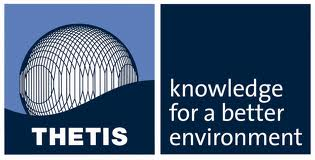 THETIS
knowledge
for a better
environment